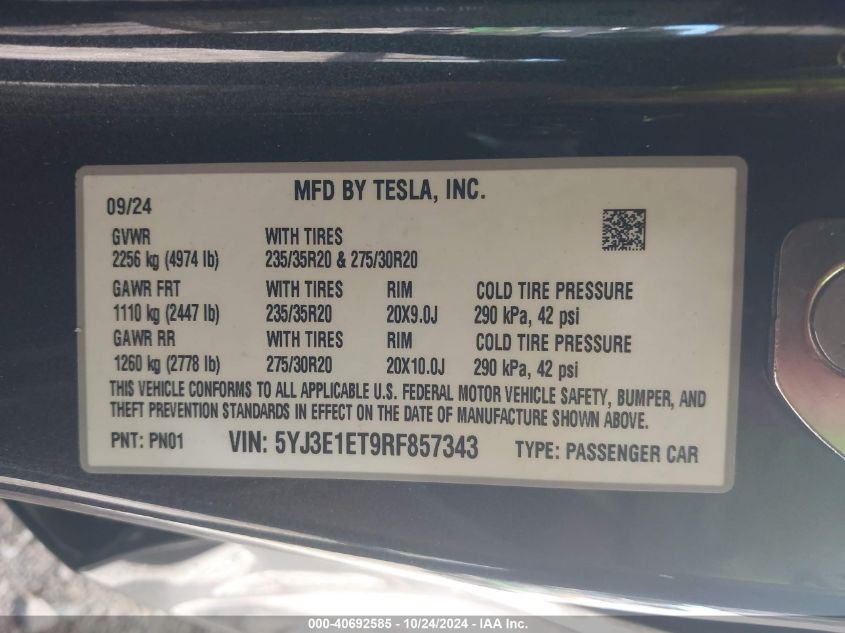 TESLA, INC.
MFD BY TESLA, INC.
09/24
GVWR WITH TIRES
2256 kg (4974 lb) 235/35R20 & 275/30R20
GAWR FRT WITH TIRES RIM COLD TIRE PRESSURE
1110 kg (2447 lb) 235/35R20 20X9.0J 290 kPa, 42 psi
GAWR RR WITH TIRES RIM COLD TIRE PRESSURE
1260 kg (2778 lb) 275/30R20 20X10.0J 290 kPa, 42 psi
THIS VEHICLE CONFORMS TO ALL APPLICABLE U.S. FEDERAL MOTOR VEHICLE SAFETY, BUMPER, AND
THEFT PREVENTION STANDARDS IN EFFECT ON THE DATE OF MANUFACTURE SHOWN ABOVE.
PNT: PN01 VIN: 5YJ3E1ET9RF857343 TYPE: PASSENGER CAR
000-40692585 - 10/24/2024 - IAA Inc.